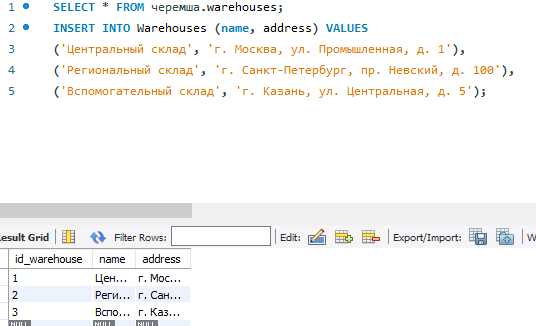 1 SELECT * FROM черемша.warehouses;
2 INSERT INTO Warehouses (name, address) VALUES
3 ('Центральный склад', 'г. Москва, ул. Промышленная, д. 1'),
4 ('Региональный склад', 'г. Санкт-Петербург, пр. Невский, д. 100'),
5 ('Вспомогательный склад', 'г. Казань, ул. Центральная, д. 5');
esult Grid Filter Rows: Edit: Export/Import: W
id_warehouse name address
1 Цен... г. Мос...
2 Реги... г. Сан...
3 Вспо... г. Каз...
NULL NULL NULL